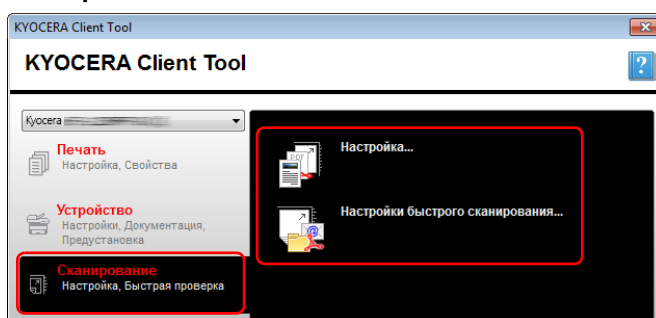 KYOCERA Client Tool
KYOCERA Client Tool
?
Kyocera
Печать
Настройка, Свойства
Устройство
Настройки, Документация,
Предустановка
Сканирование
Настройка, Быстрая проверка
PDF
Настройка...
@
Настройки быстрого сканирования...